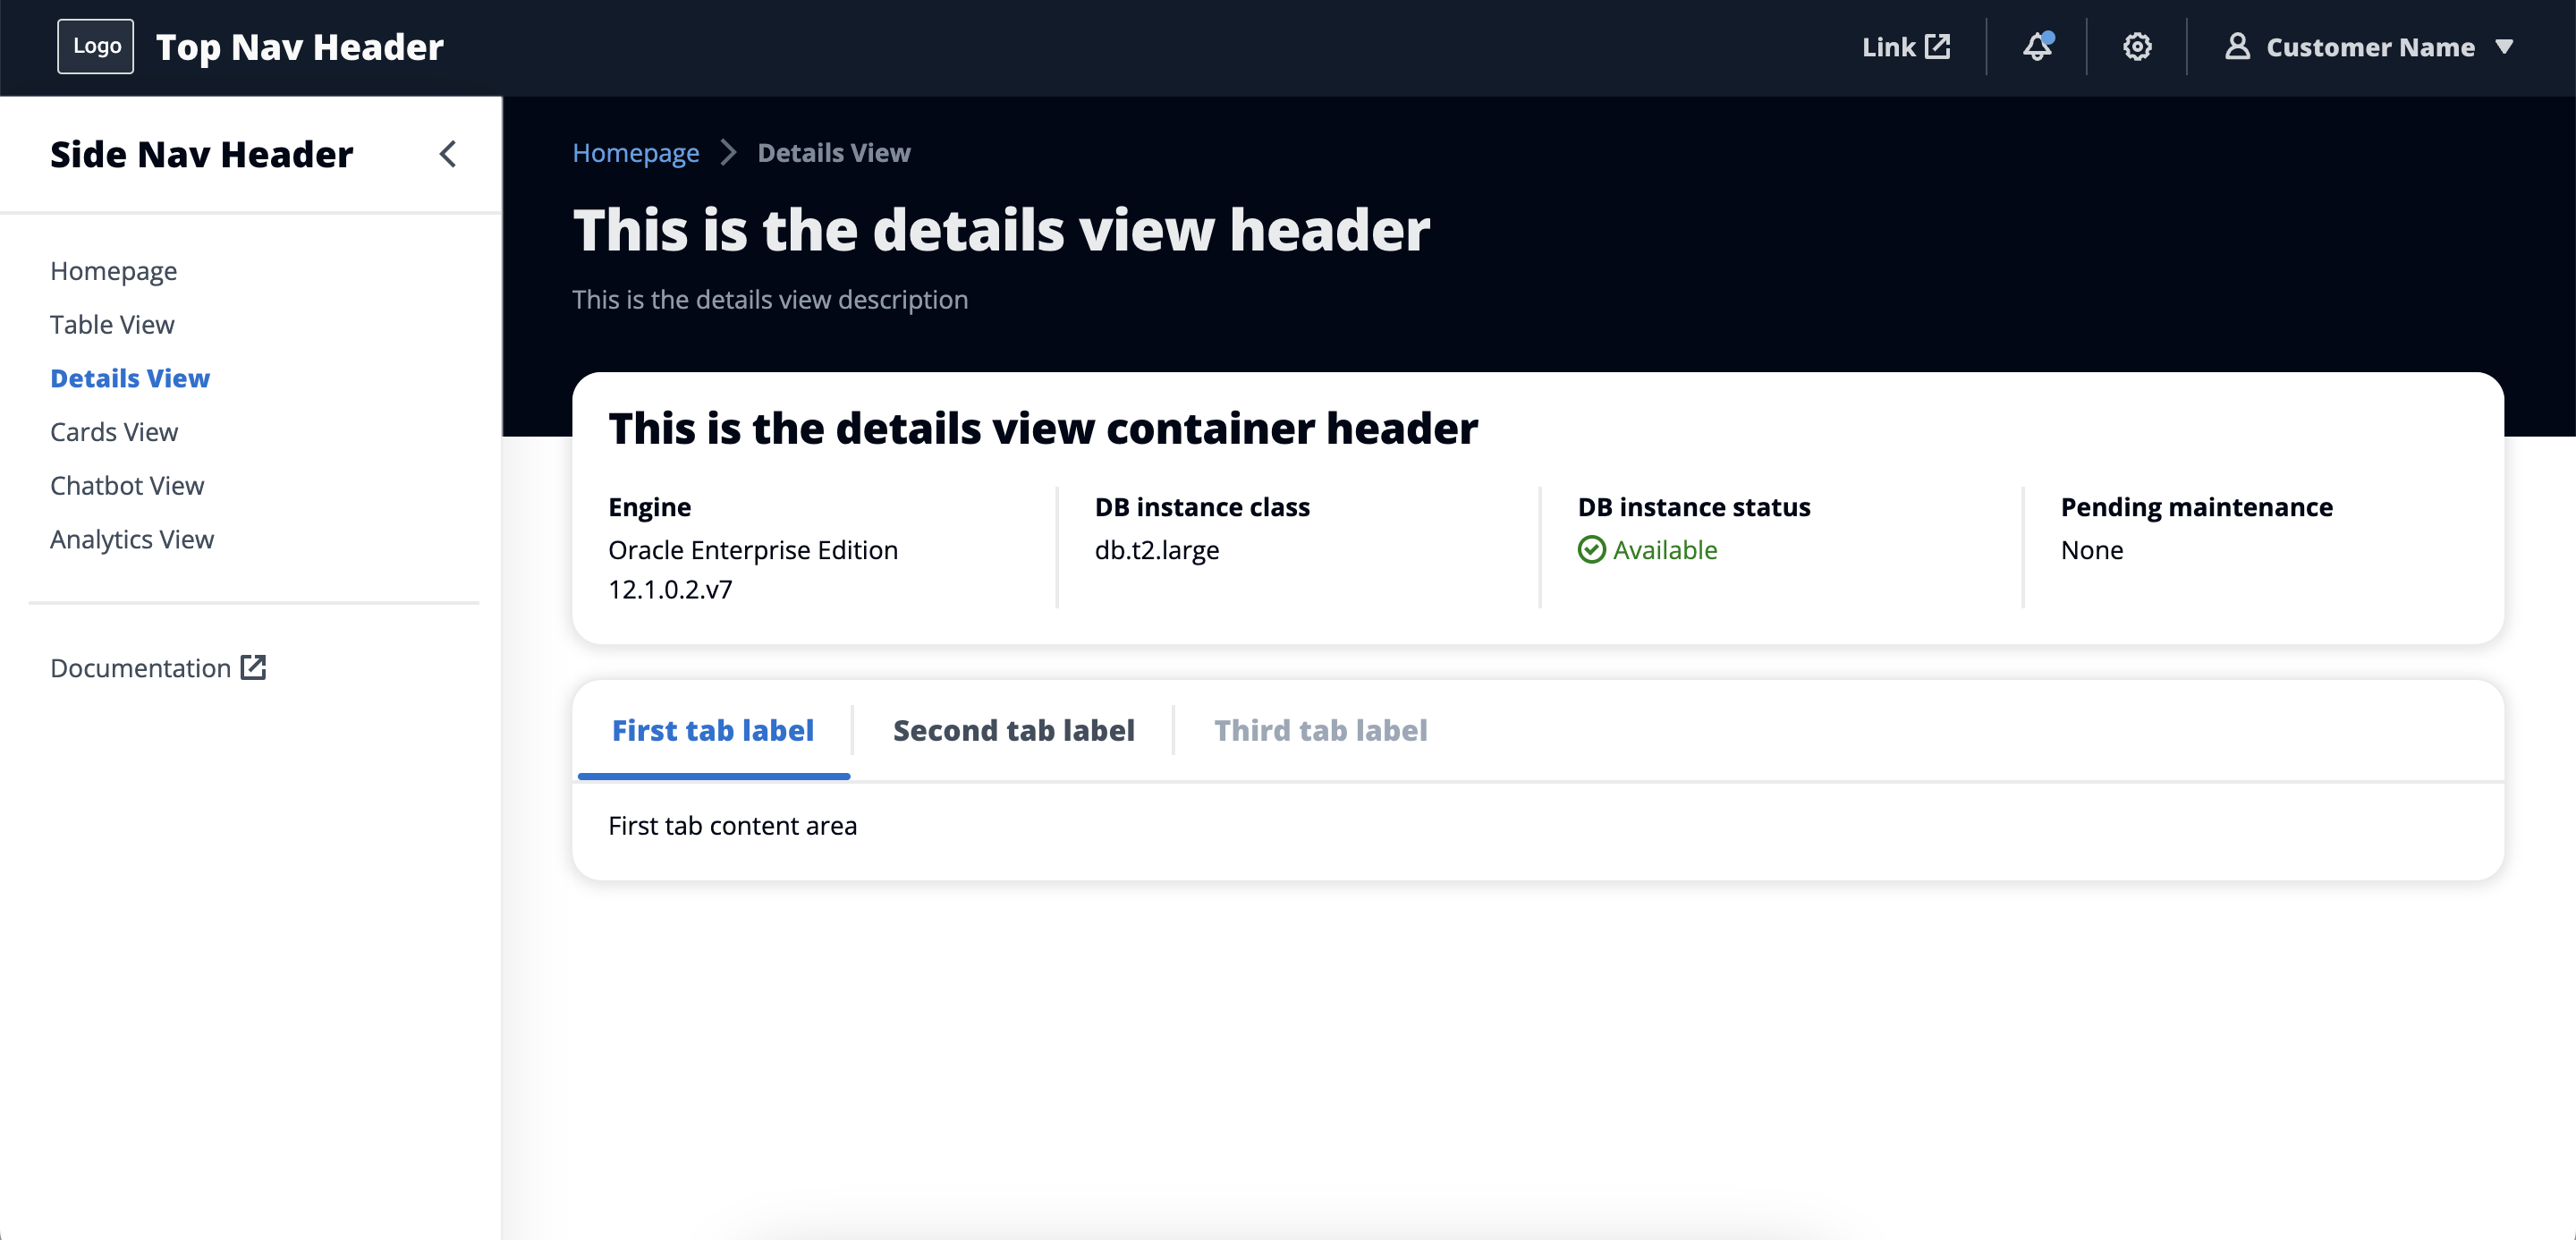 Logo
Top Nav Header
Link
Customer Name
Side Nav Header
Homepage
Table View
Details View
Cards View
Chatbot View
Analytics View
Documentation
Homepage
Details View
This is the details view header
This is the details view description
This is the details view container header
Engine
Oracle Enterprise Edition
12.1.0.2.v7
DB instance class
db.t2.large
DB instance status
Available
Pending maintenance
None
First tab label
Second tab label
Third tab label
First tab content area